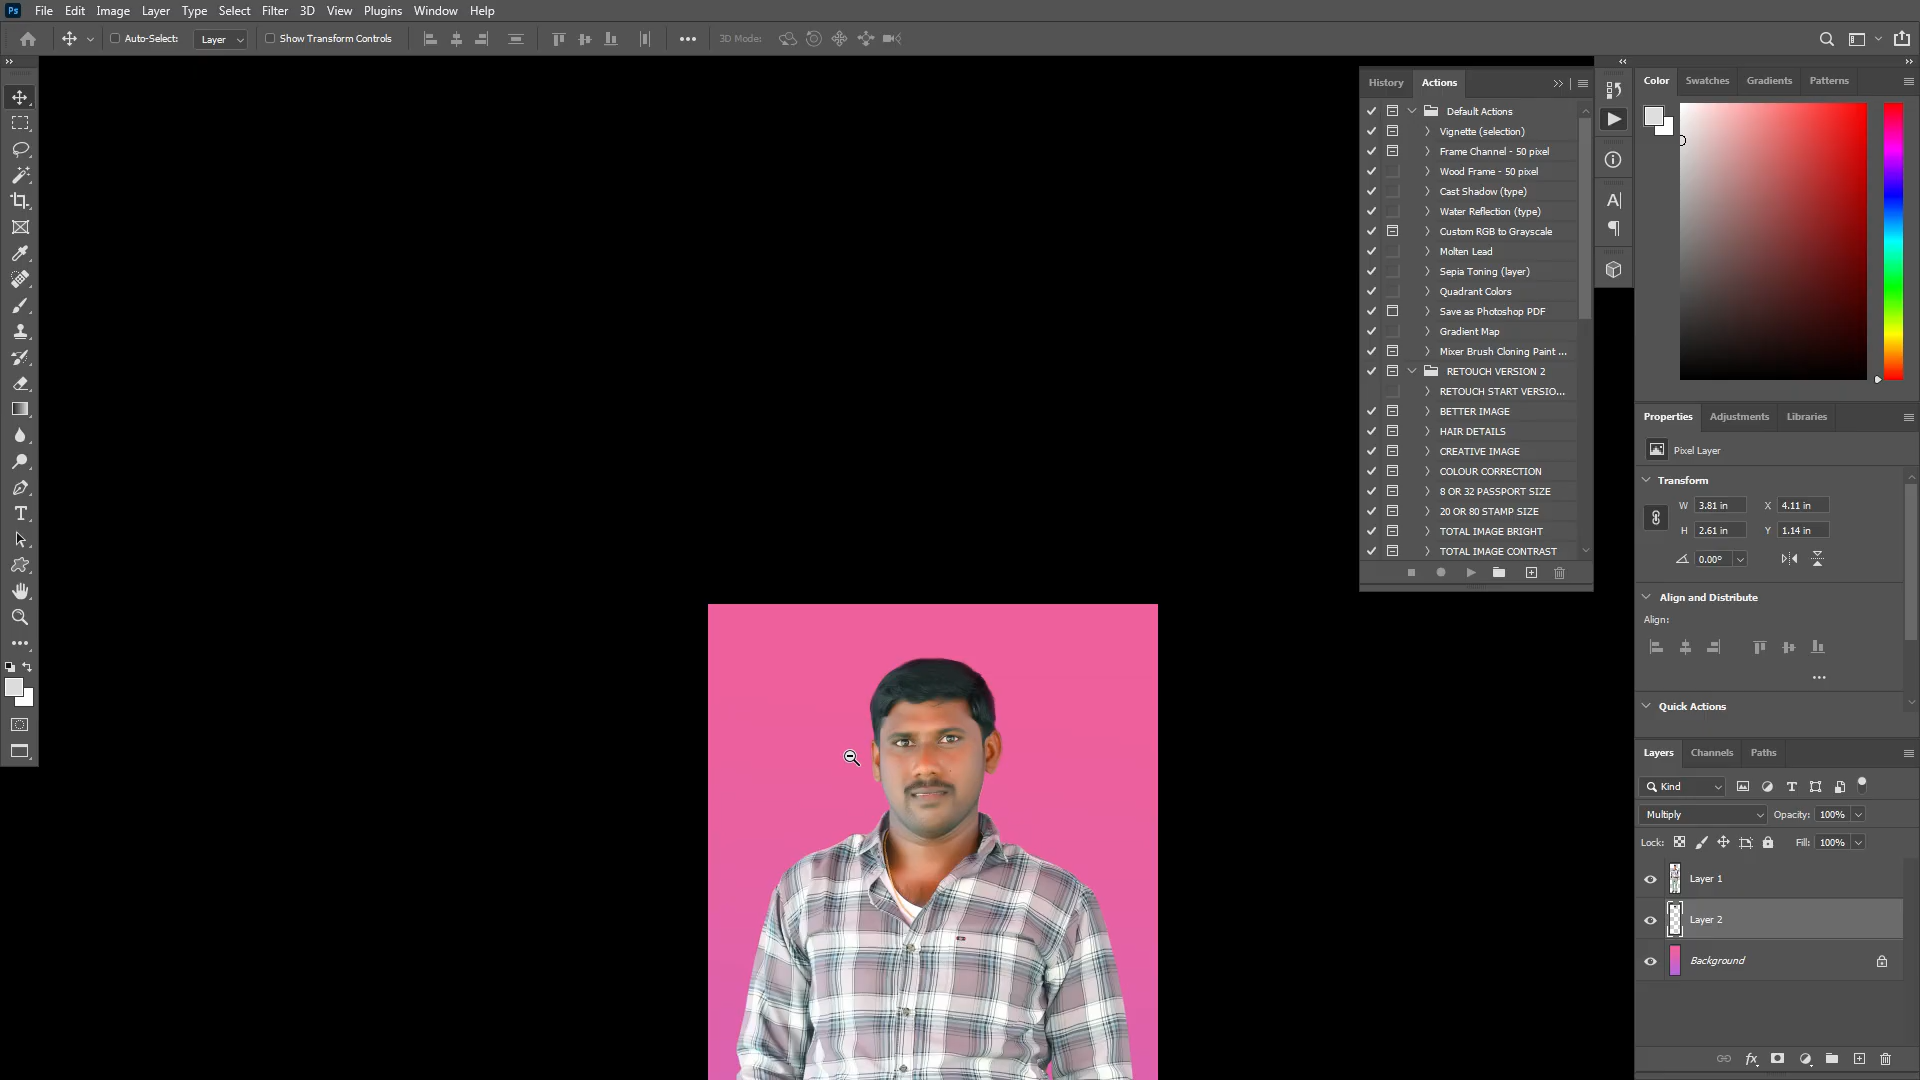 Ps File Edit Image Layer Type Select Filter 3D View Plugins Window Help
Auto-Select: Layer Show Transform Controls 3D Mode:
History Actions
Default Actions
Vignette (selection)
Frame Channel - 50 pixel
Wood Frame - 50 pixel
Cast Shadow (type)
Water Reflection (type)
Custom RGB to Grayscale
Molten Lead
Sepia Toning (layer)
Quadrant Colors
Save as Photoshop PDF
Gradient Map
Mixer Brush Cloning Paint ...
RETOUCH VERSION 2
RETOUCH START VERSIO...
BETTER IMAGE
HAIR DETAILS
CREATIVE IMAGE
COLOUR CORRECTION
8 OR 32 PASSPORT SIZE
20 OR 80 STAMP SIZE
TOTAL IMAGE BRIGHT
TOTAL IMAGE CONTRAST
Color Swatches Gradients Patterns
Properties Adjustments Libraries
Pixel Layer
Transform
W 3.81 in X 4.11 in
H 2.61 in Y 1.14 in
0.00°
Align and Distribute
Align:
Quick Actions
Layers Channels Paths
Kind
Multiply Opacity: 100%
Lock: Fill: 100%
Layer 1
Layer 2
Background